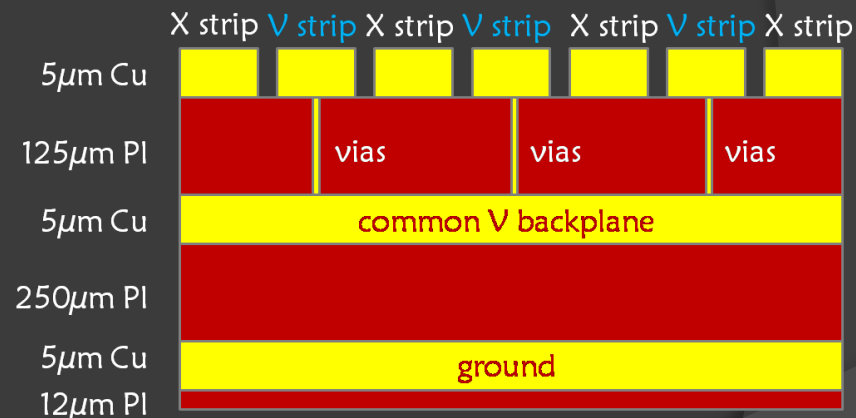 X strip V strip X strip V strip X strip V strip X strip
5μm Cu
125μm PI
vias vias vias
5μm Cu
common V backplane
250μm PI
5μm Cu
ground
12μm PI